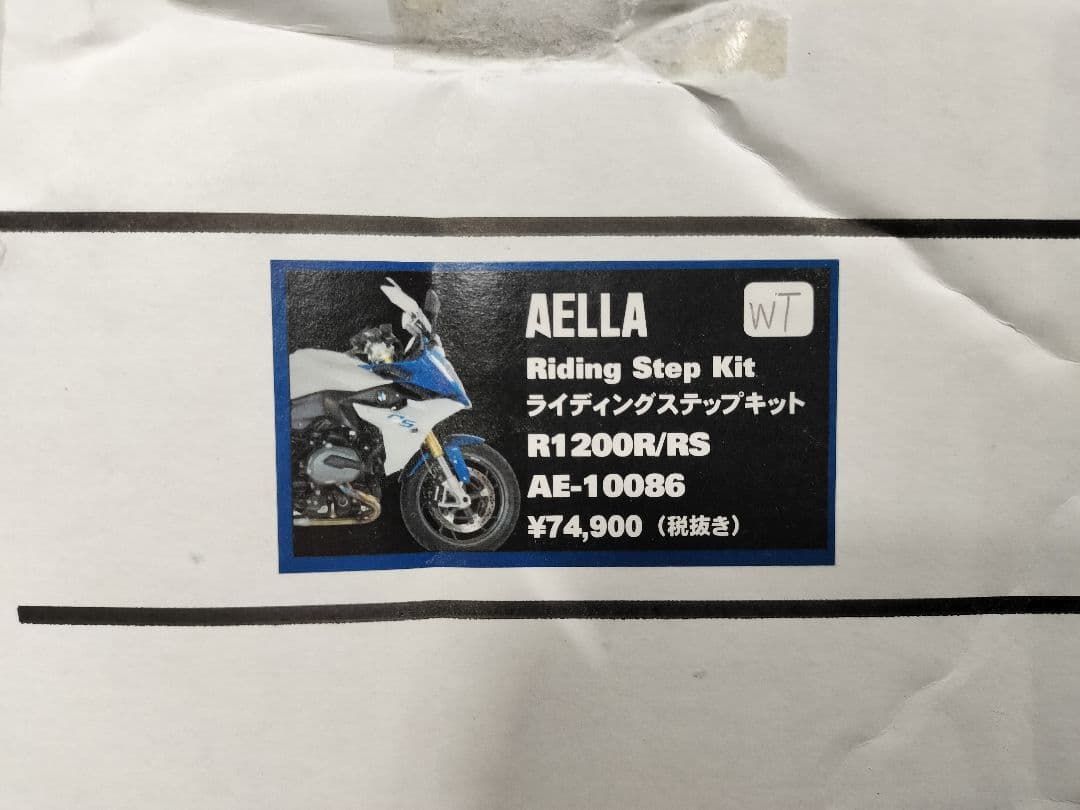 AELLA
WT
Riding Step Kit
ライディングステップキット
R1200R/RS
AE-10086
¥74,900（税抜き）
RS